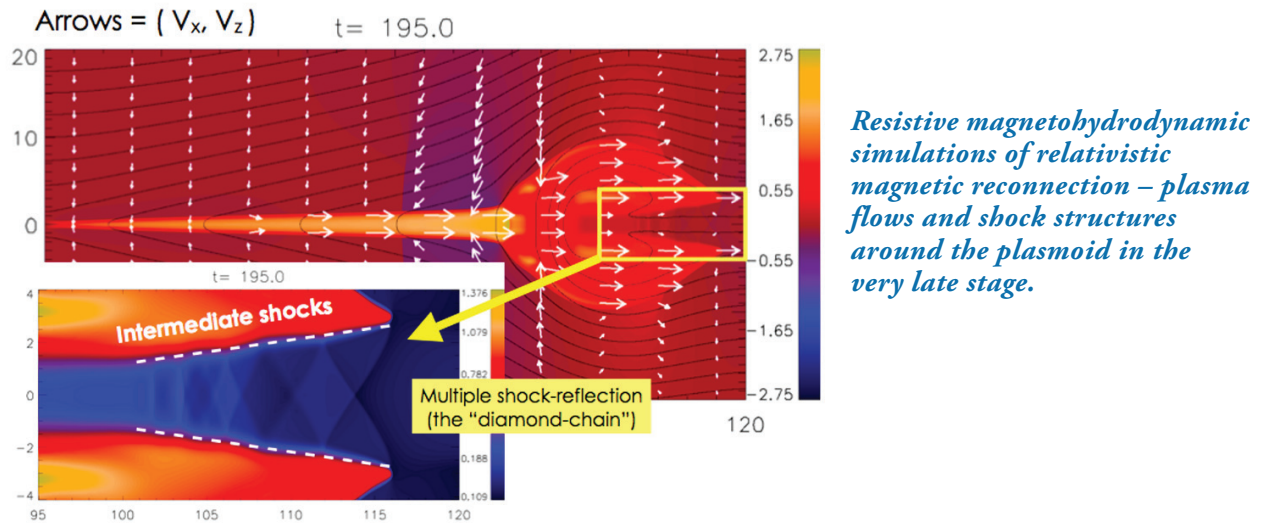 Arrows = ( Vx, Vz )
t= 195.0
20
10
0
2.75
1.65
0.55
-0.55
-1.65
-2.75
120
Resistive magnetohydrodynamic
simulations of relativistic
magnetic reconnection – plasma
flows and shock structures
around the plasmoid in the
very late stage.
t= 195.0
Intermediate shocks
4
2
0
-2
-4
95 100 105 110 115 120
1.376
1.079
0.782
0.188
0.109
Multiple shock-reflection
(the “diamond-chain”)